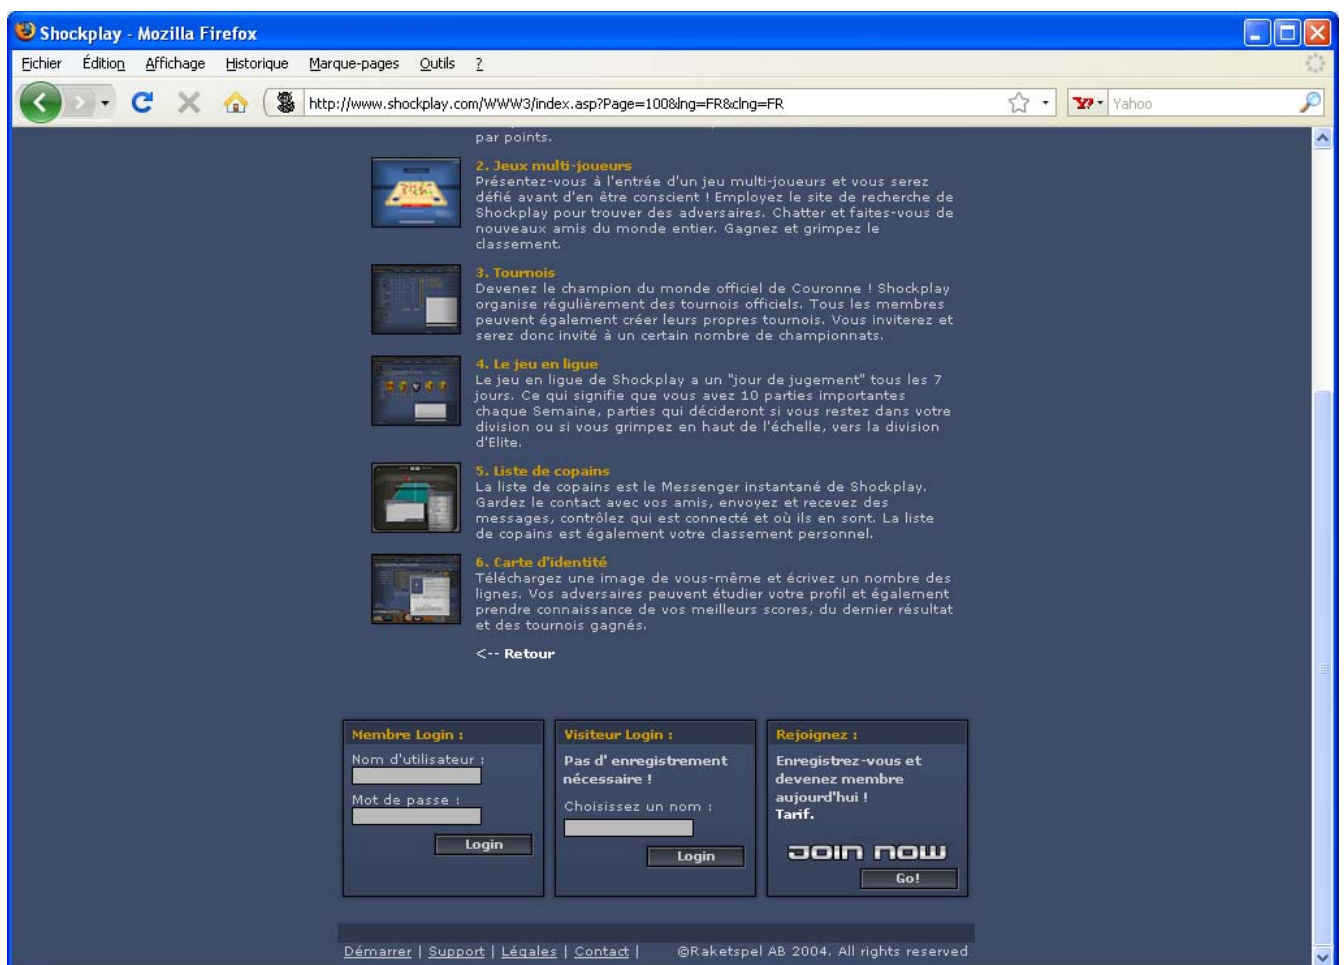 Shockplay - Mozilla Firefox
Fichier Édition Affichage Historique Marque-pages Outils ?
http://www.shockplay.com/WWW3/index.asp?Page=100&lng=FR&clng=FR Yahoo
par points.
2. Jeux multi-joueurs
Présentez-vous à l'entrée d'un jeu multi-joueurs et vous serez
défié avant d'en être conscient ! Employez le site de recherche de
Shockplay pour trouver des adversaires. Chatter et faites-vous de
nouveaux amis du monde entier. Gagnez et grimpez le
classement.
3. Tournois
Devenez le champion du monde officiel de Couronne ! Shockplay
organise régulièrement des tournois officiels. Tous les membres
peuvent également créer leurs propres tournois. Vous inviterez et
serez donc invité à un certain nombre de championnats.
4. Le jeu en ligue
Le jeu en ligue de Shockplay a un "jour de jugement" tous les 7
jours. Ce qui signifie que vous avez 10 parties importantes
chaque Semaine, parties qui décideront si vous restez dans votre
division ou si vous grimpez en haut de l'échelle, vers la division
d'Elite.
5. Liste de copains
La liste de copains est le Messenger instantané de Shockplay.
Gardez le contact avec vos amis, envoyez et recevez des
messages, contrôlez qui est connecté et où ils en sont. La liste
de copains est également votre classement personnel.
6. Carte d'identité
Téléchargez une image de vous-même et écrivez un nombre des
lignes. Vos adversaires peuvent étudier votre profil et également
prendre connaissance de vos meilleurs scores, du dernier résultat
et des tournois gagnés.
<-- Retour
Membre Login :
Nom d'utilisateur :
Mot de passe :
Login
Visiteur Login :
Pas d' enregistrement
nécessaire !
Choisissez un nom :
Login
Rejoignez :
Enregistrez-vous et
devenez membre
aujourd'hui !
Tarif.
JOIN NOW
Go!
Démarrer | Support | Légales | Contact | ©Raketspel AB 2004. All rights reserved